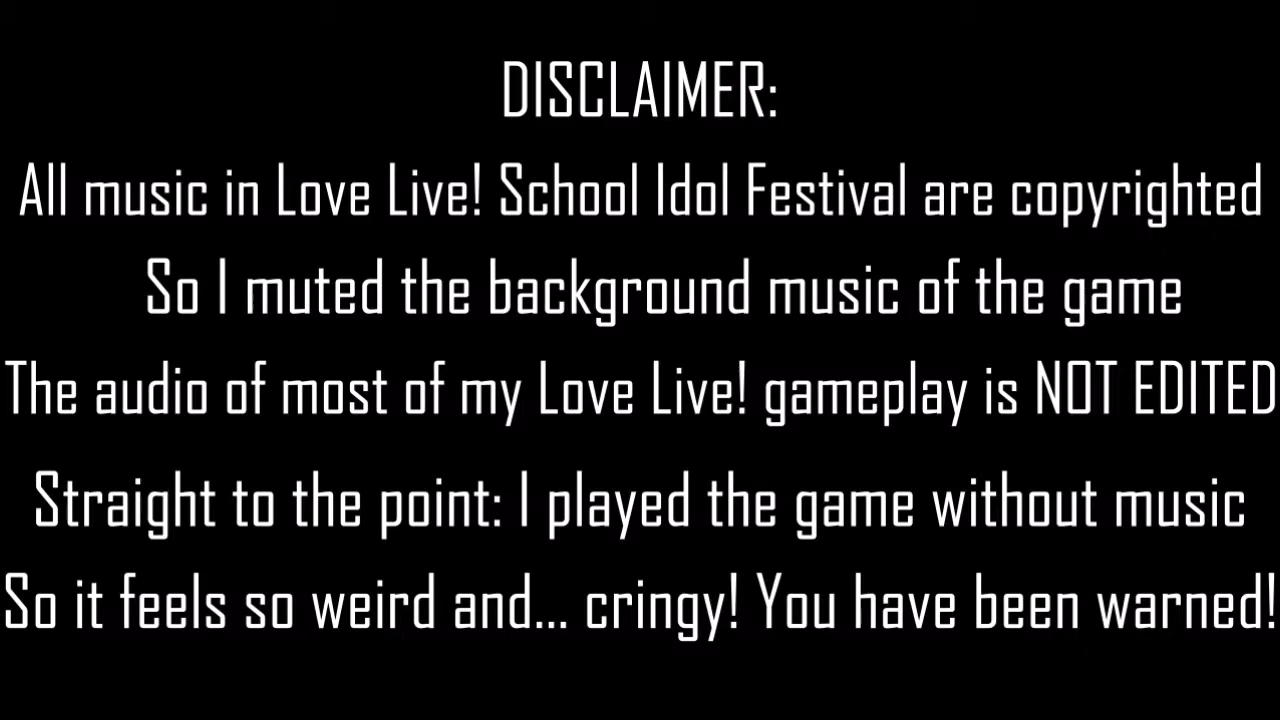 DISCLAIMER:
All music in Love Live! School Idol Festival are copyrighted
So I muted the background music of the game
The audio of most of my Love Live! gameplay is NOT EDITED
Straight to the point: I played the game without music
So it feels so weird and... cringy! You have been warned!